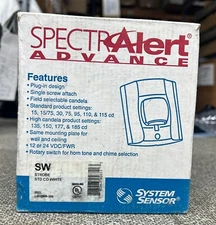 SPECTRAlert®
ADVANCE
Features
• Plug-in design
• Single screw attach
• Field selectable candela
• Standard product settings:
15, 15/75, 30, 75, 95, 110, & 115 cd
• High candela product settings:
135, 150, 177, & 185 cd
• Same mounting plate for
wall and ceiling
• 12 or 24 VDC/FWR
• Rotary switch for horn tone and chime selection
SW
STROBE
STD CD WHITE
SYSTEM
SENSOR®